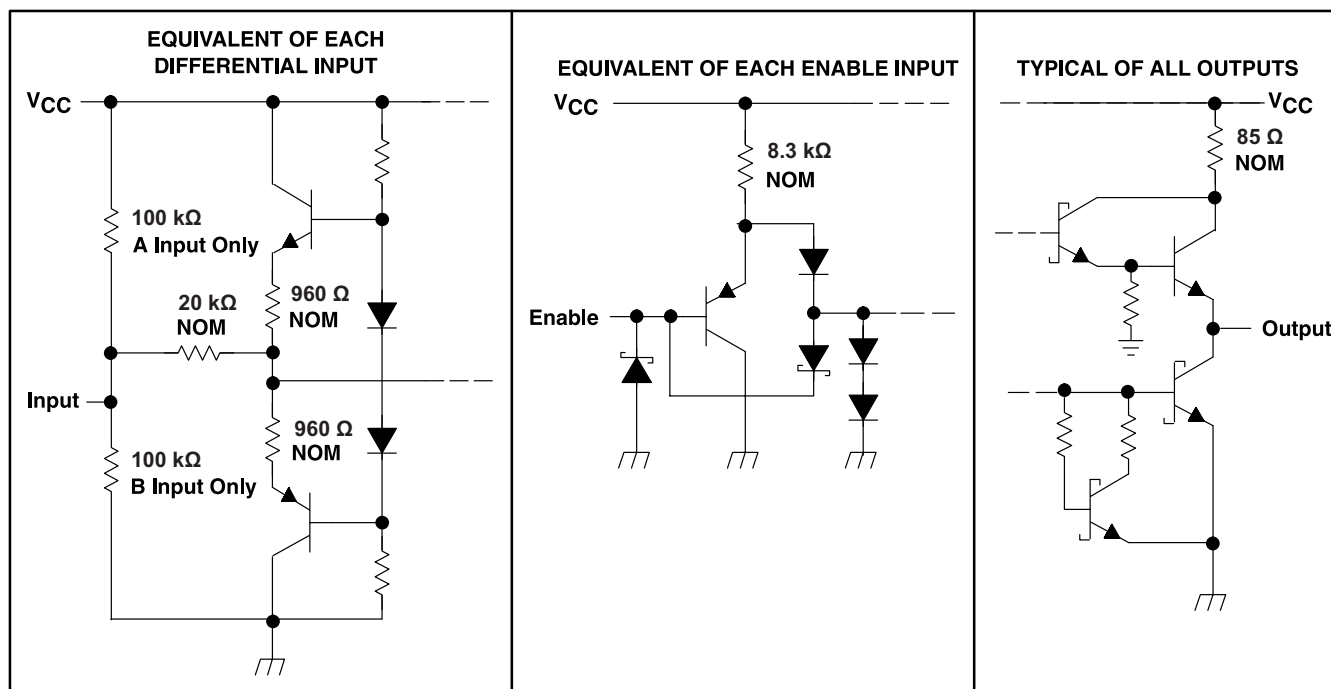 EQUIVALENT OF EACH
DIFFERENTIAL INPUT
VCC
100 kΩ
A Input Only
20 kΩ
NOM
960 Ω
NOM
Input
960 Ω
NOM
100 kΩ
B Input Only
EQUIVALENT OF EACH ENABLE INPUT
VCC
8.3 kΩ
NOM
Enable
TYPICAL OF ALL OUTPUTS
VCC
85 Ω
NOM
Output